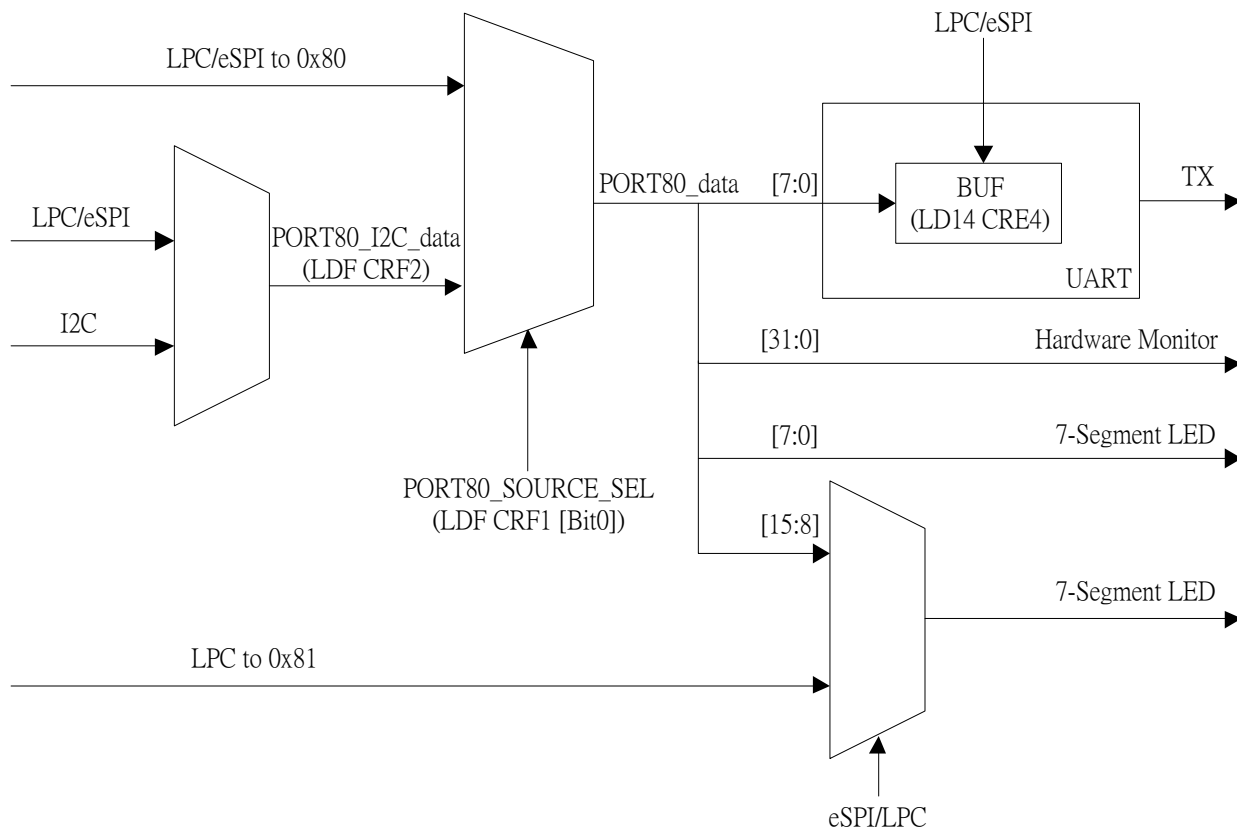 LPC/eSPI
LPC/eSPI to 0x80
PORT80_data
[7:0]
BUF
(LD14 CRE4)
TX
LPC/eSPI
PORT80_I2C_data
(LDF CRF2)
UART
I2C
[31:0]
Hardware Monitor
[7:0]
7-Segment LED
PORT80_SOURCE_SEL
(LDF CRF1 [Bit0])
[15:8]
7-Segment LED
LPC to 0x81
eSPI/LPC